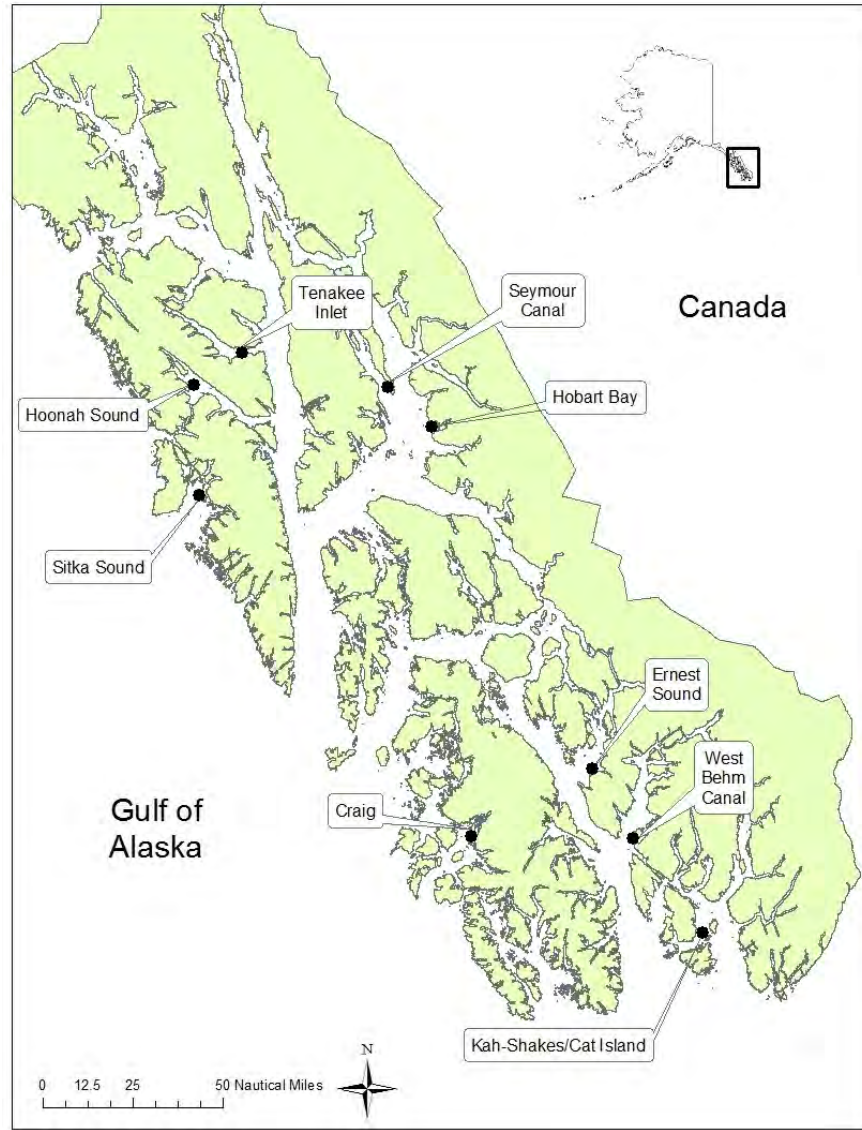 Tenakee
Inlet
Seymour
Canal
Canada
Hoonah Sound
Hobart Bay
Sitka Sound
Ernest
Sound
West
Behm
Canal
Gulf of
Alaska
Craig
Kah-Shakes/Cat Island
N
0 12.5 25 50 Nautical Miles